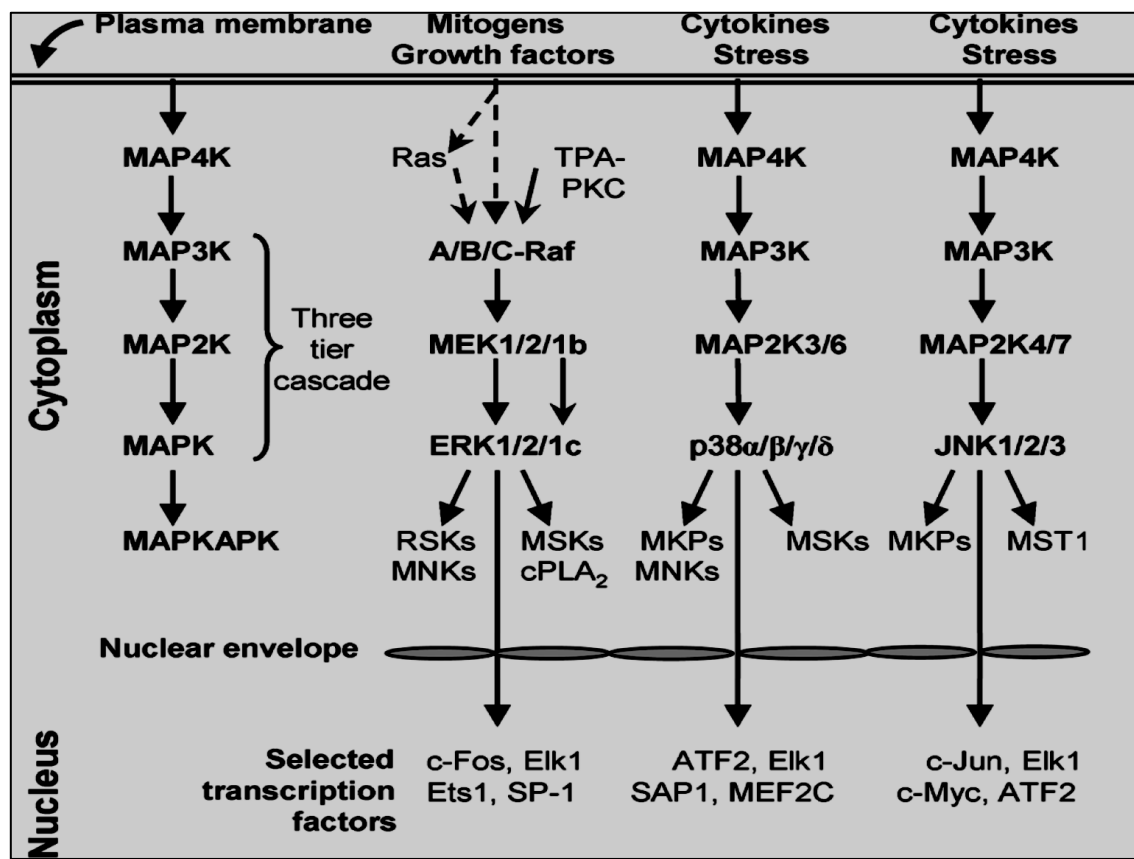 Plasma membrane
Mitogens
Growth factors
Cytokines
Stress
Cytokines
Stress
Cytoplasm
MAP4K
Ras
TPA-
PKC
MAP4K
MAP4K
MAP3K
A/B/C-Raf
MAP3K
MAP3K
Three
tier
cascade
MAP2K
MEK1/2/1b
MAP2K3/6
MAP2K4/7
MAPK
ERK1/2/1c
p38α/β/γ/δ
JNK1/2/3
MAPKAPK
RSKs
MNKs
MSKs
cPLA₂
MKPs
MNKs
MSKs
MKPs
MST1
Nuclear envelope
Nucleus
Selected
transcription
factors
c-Fos, Elk1
Ets1, SP-1
ATF2, Elk1
SAP1, MEF2C
c-Jun, Elk1
c-Myc, ATF2